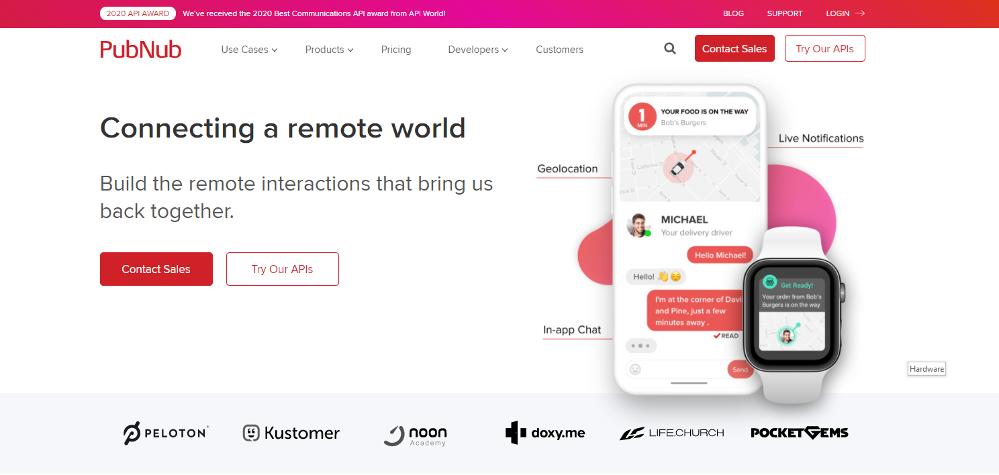 2020 API AWARD We've received the 2020 Best Communications API award from API World! BLOG SUPPORT LOGIN
PubNub Use Cases Products Pricing Developers Customers Contact Sales Try Our APIs
Connecting a remote world
Build the remote interactions that bring us
back together.
Contact Sales Try Our APIs
Geolocation
In-app Chat
Live Notifications
1
MIN
YOUR FOOD IS ON THE WAY
Bob's Burgers
California St
MICHAEL
Your delivery driver
Hello Michael!
Hello! 👋 ☺️
I'm at the corner of Davis
and Pine, just a few
minutes away .
READ
Send
Get Ready!
Your order from Bob's
Burgers is on the way
Hardware
PELOTON
Kustomer
noon
Academy
doxy.me
LIFE.CHURCH
POCKET GEMS